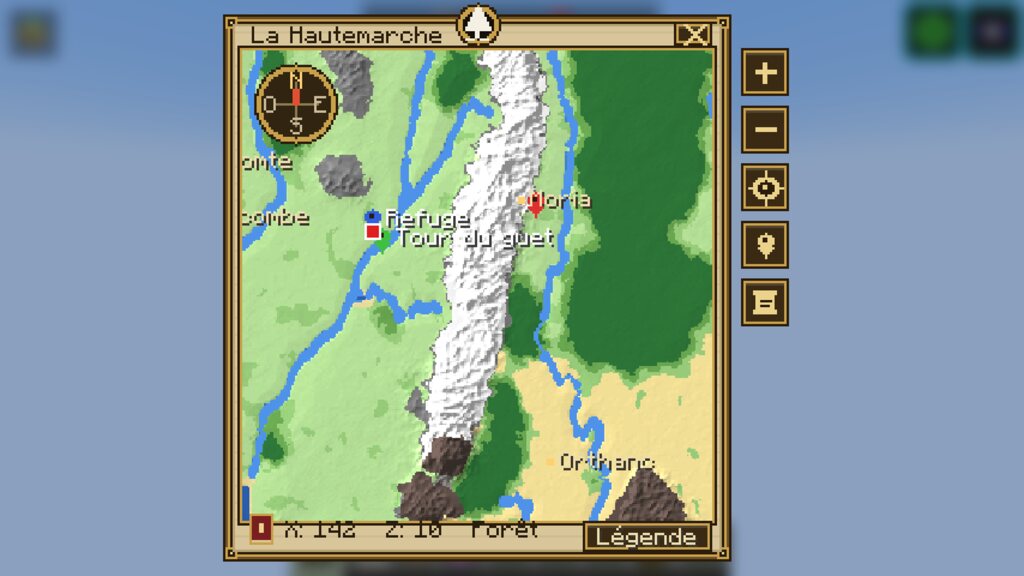 La Hautemarche
N
O E
S
omte
Moria
combe
Refuge
Tour du guet
Orthanc
X: 142 Z: 10 Forêt
Légende